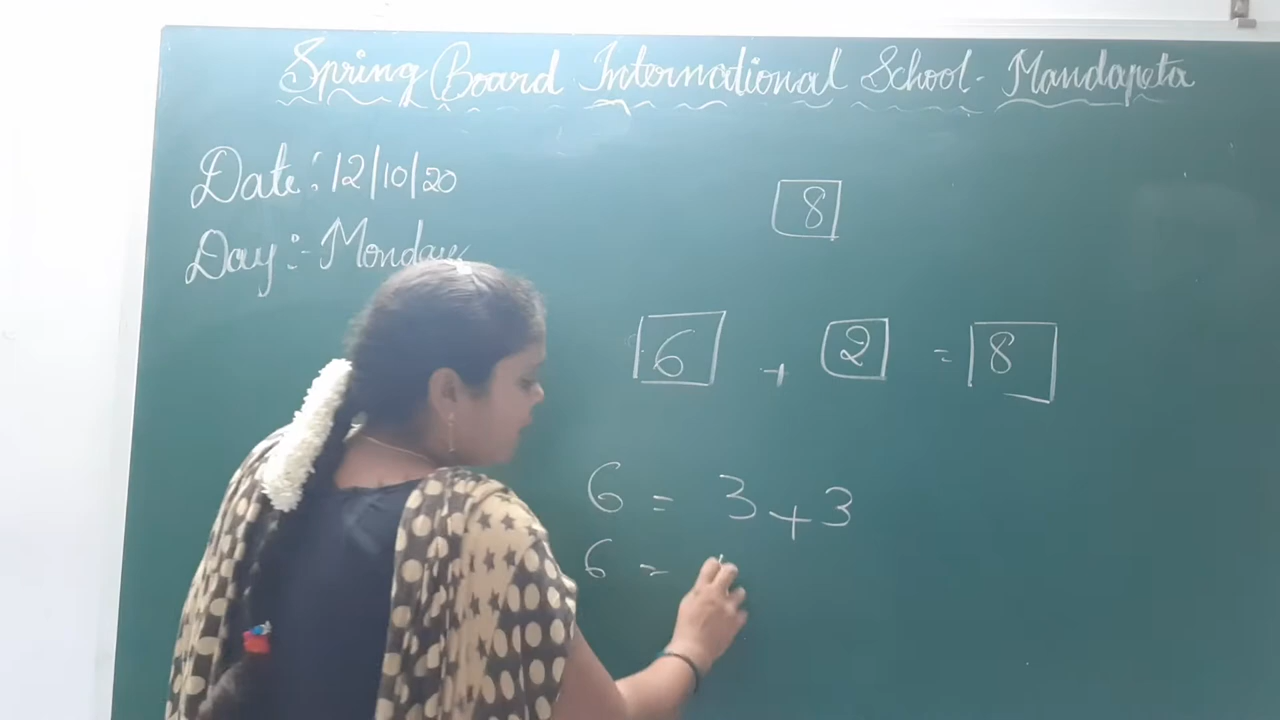 Spring Board International School - Mandapeta
Date : 12/10/20
Day :- Monday
8
6 + 2 = 8
6 = 3 + 3
6 =